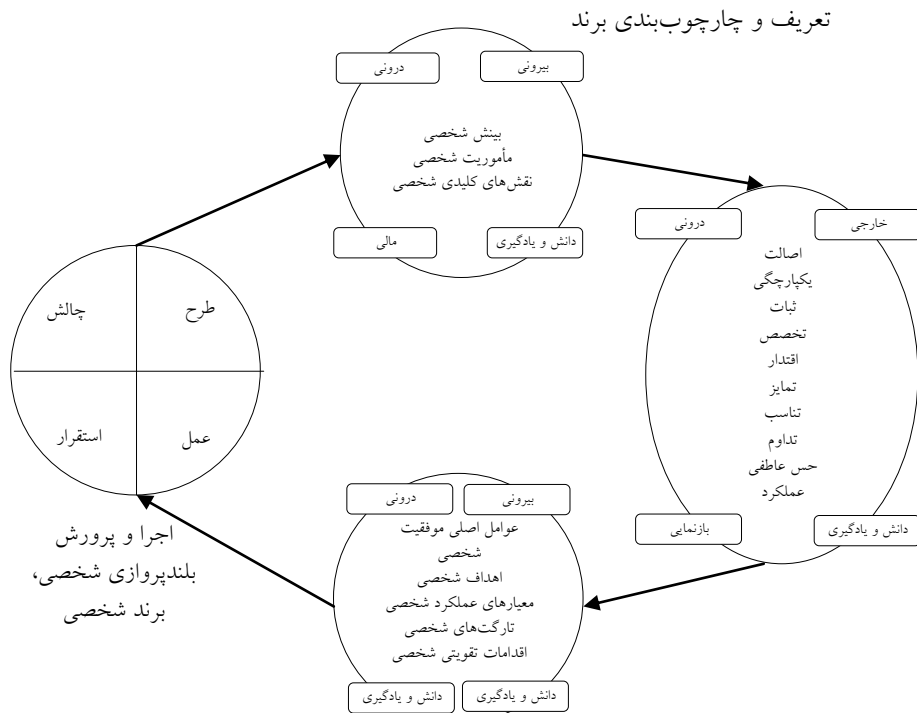 تعریف و چارچوب‌بندی برند
بیرونی
درونی
بینش شخصی
مأموریت شخصی
نقش‌های کلیدی شخصی
دانش و یادگیری
مالی
خارجی
درونی
اصالت
یکپارچگی
ثبات
تخصص
اقتدار
تمایز
تناسب
تداوم
حس عاطفی
عملکرد
دانش و یادگیری
بازنمایی
بیرونی
درونی
عوامل اصلی موفقیت
شخصی
اهداف شخصی
معیارهای عملکرد شخصی
تارگت‌های شخصی
اقدامات تقویتی شخصی
دانش و یادگیری
دانش و یادگیری
طرح
چالش
عمل
استقرار
اجرا و پرورش
بلندپروازی شخصی،
برند شخصی